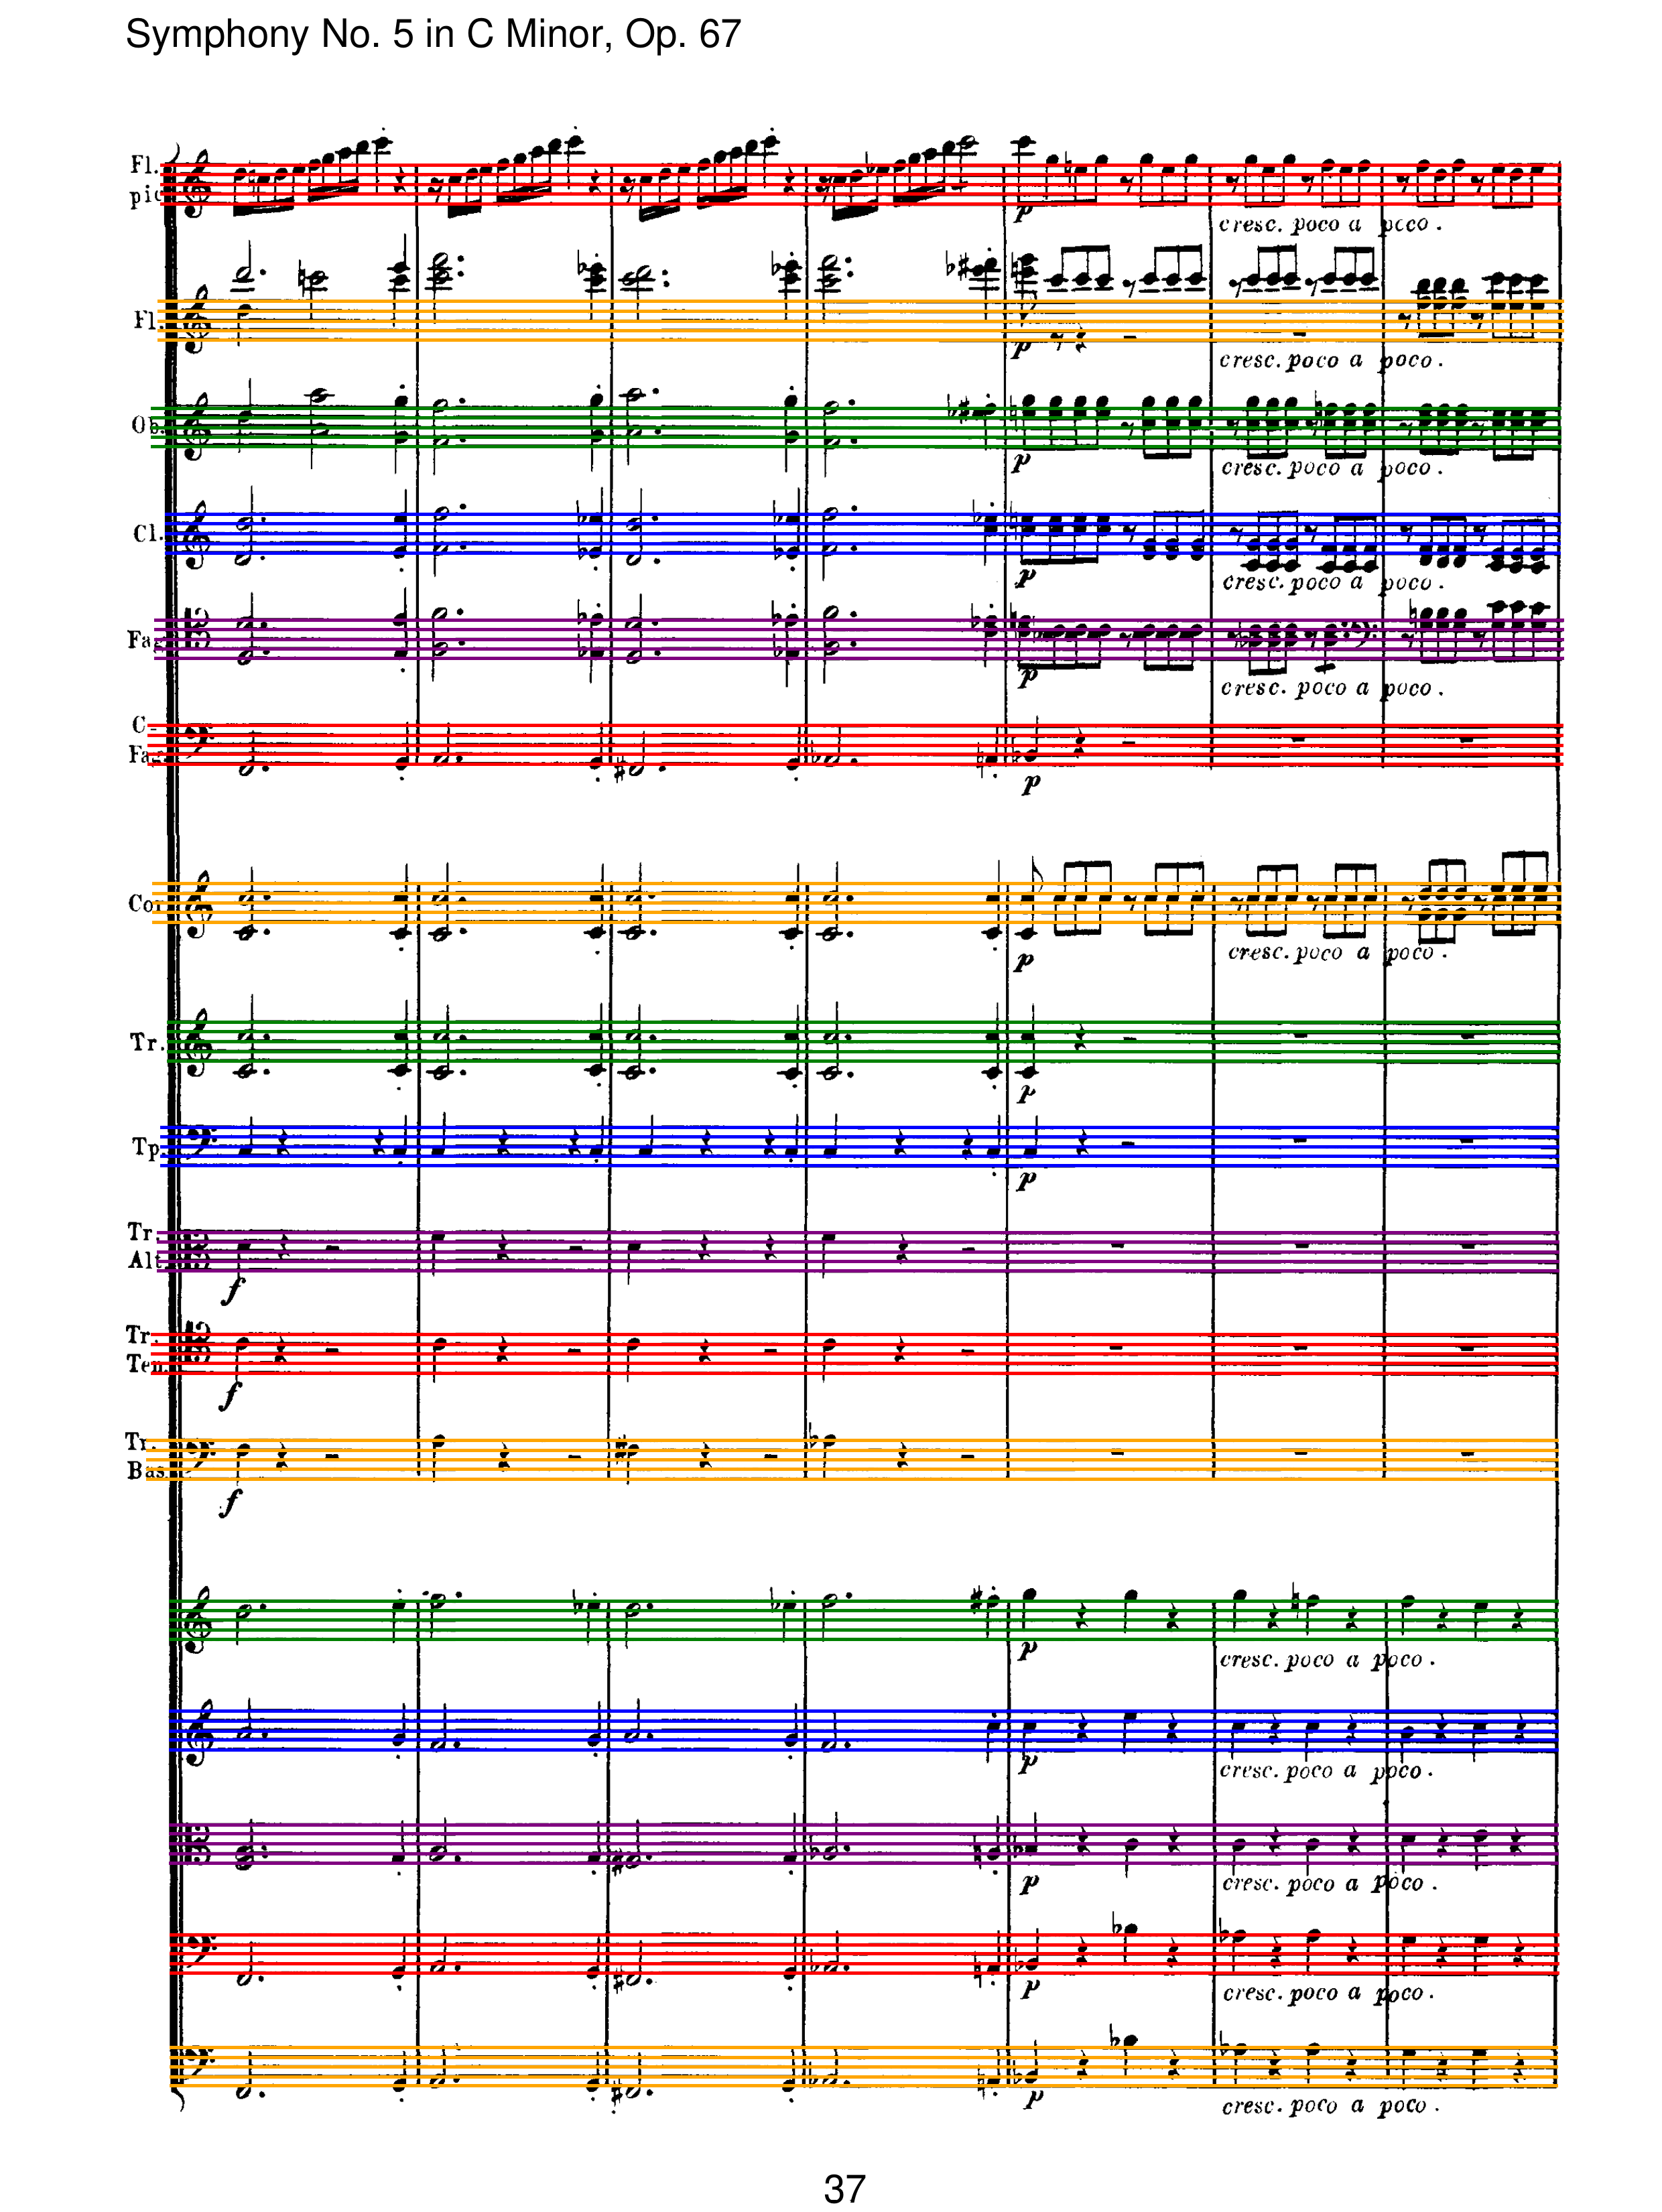 Symphony No. 5 in C Minor, Op. 67
Fl.
pic
p
cresc. poco a poco.
Fl.
p
cresc. poco a poco.
Ob.
p
cresc. poco a poco.
Cl.
p
cresc. poco a poco.
Fag
p
cresc. poco a poco.
C-
Fag
p
Cor
p
cresc. poco a poco.
Tr.
p
Tp.
p
Tr.
Alt
f
Tr.
Ten.
f
Tr.
Bas
f
p
cresc. poco a poco.
p
cresc. poco a poco.
p
cresc. poco a poco.
p
cresc. poco a poco.
p
cresc. poco a poco.
37